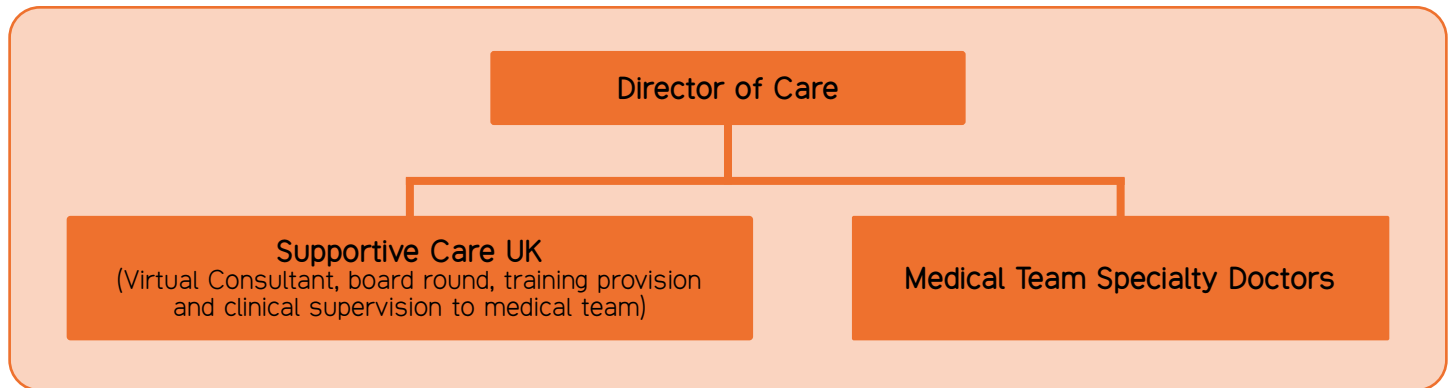 Director of Care
Supportive Care UK
(Virtual Consultant, board round, training provision
and clinical supervision to medical team)
Medical Team Specialty Doctors